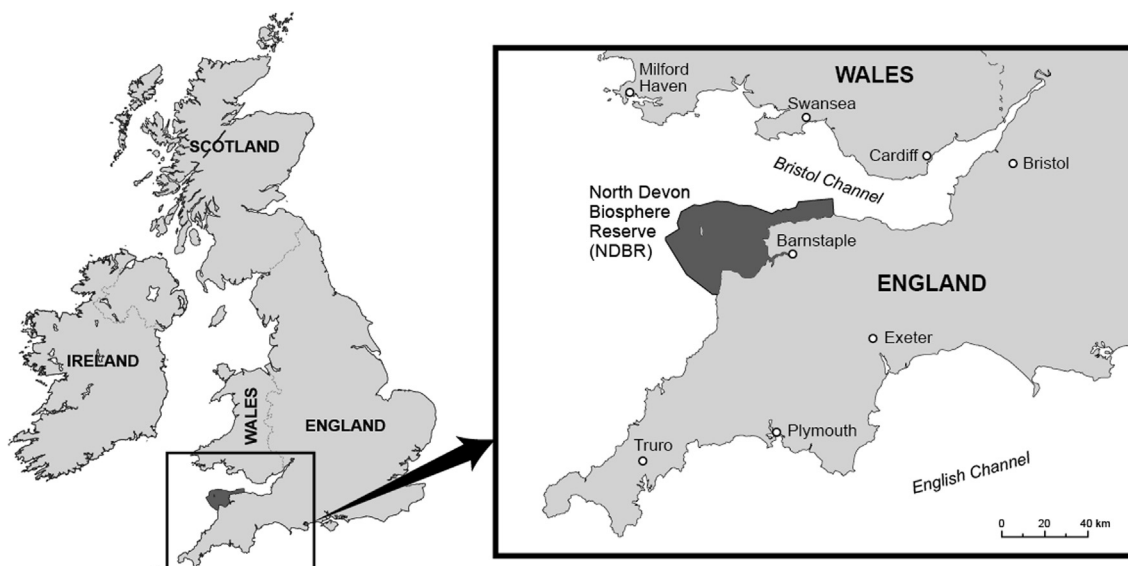 SCOTLAND
IRELAND
WALES
ENGLAND
Milford
Haven
WALES
Swansea
Cardiff
Bristol
Bristol Channel
North Devon
Biosphere
Reserve
(NDBR)
Barnstaple
ENGLAND
Exeter
Plymouth
Truro
English Channel
0 20 40 km